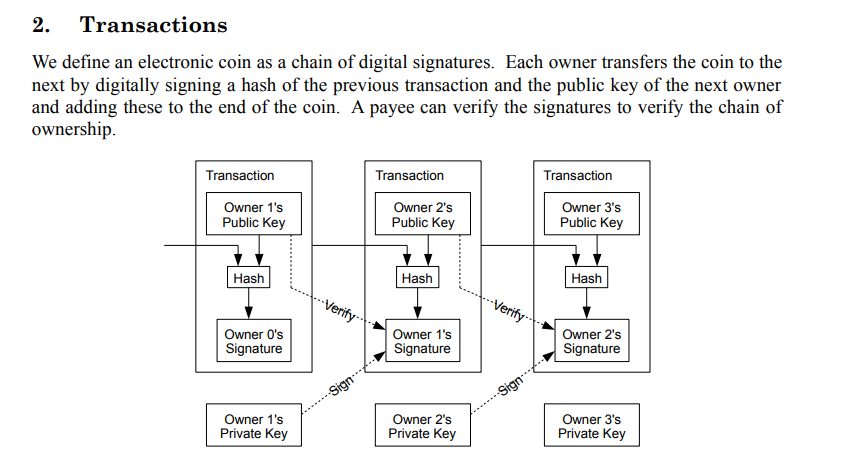 2. Transactions
We define an electronic coin as a chain of digital signatures. Each owner transfers the coin to the
next by digitally signing a hash of the previous transaction and the public key of the next owner
and adding these to the end of the coin. A payee can verify the signatures to verify the chain of
ownership.
Transaction
Owner 1's
Public Key
Hash
Owner 0's
Signature
Transaction
Owner 2's
Public Key
Hash
Owner 1's
Signature
Transaction
Owner 3's
Public Key
Hash
Owner 2's
Signature
Verify
Verify
Sign
Sign
Owner 1's
Private Key
Owner 2's
Private Key
Owner 3's
Private Key